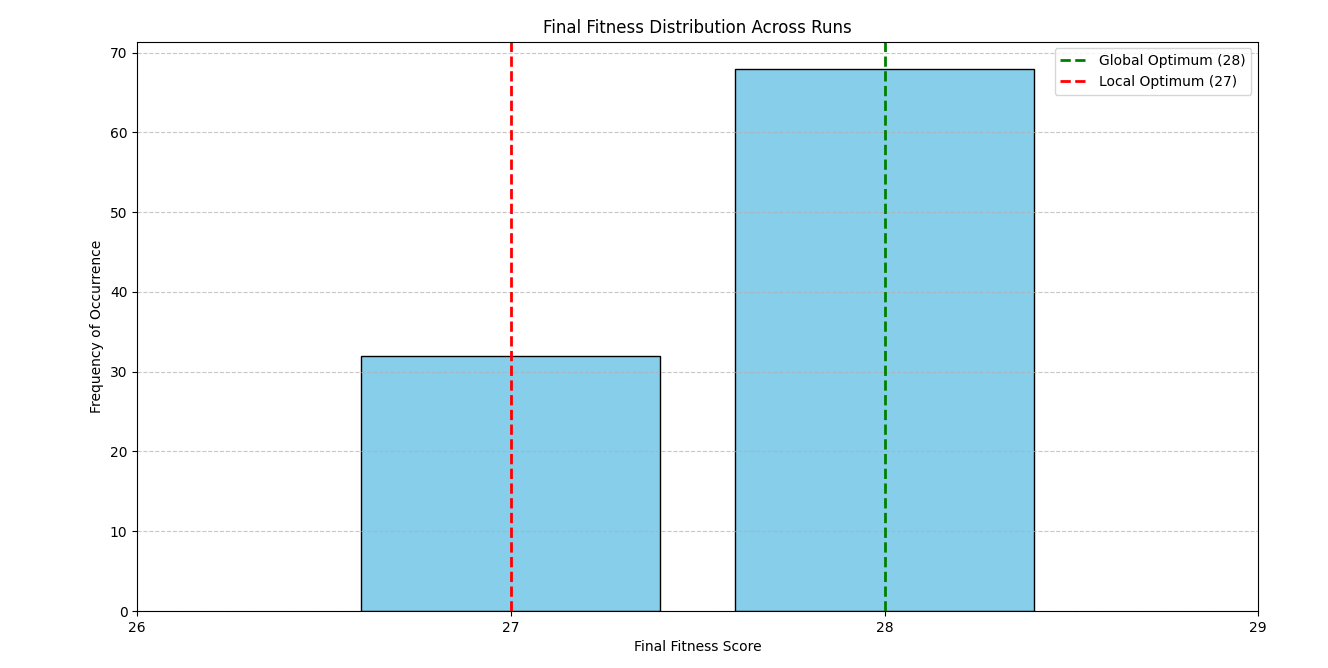 Final Fitness Distribution Across Runs
Global Optimum (28)
Local Optimum (27)
Frequency of Occurrence
70
60
50
40
30
20
10
0
26 27 28 29
Final Fitness Score